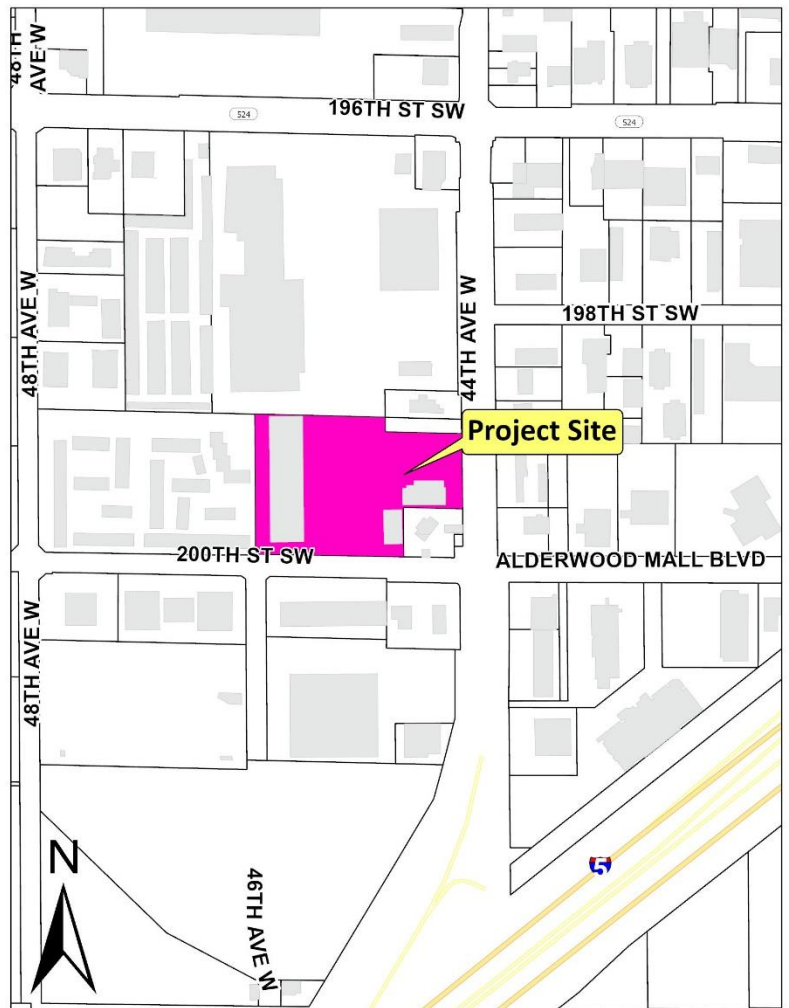 48TH
AVE W
524
196TH ST SW
524
48TH AVE W
44TH AVE W
198TH ST SW
Project Site
200TH ST SW
ALDERWOOD MALL BLVD
48TH AVE W
5
N
46TH AVE W